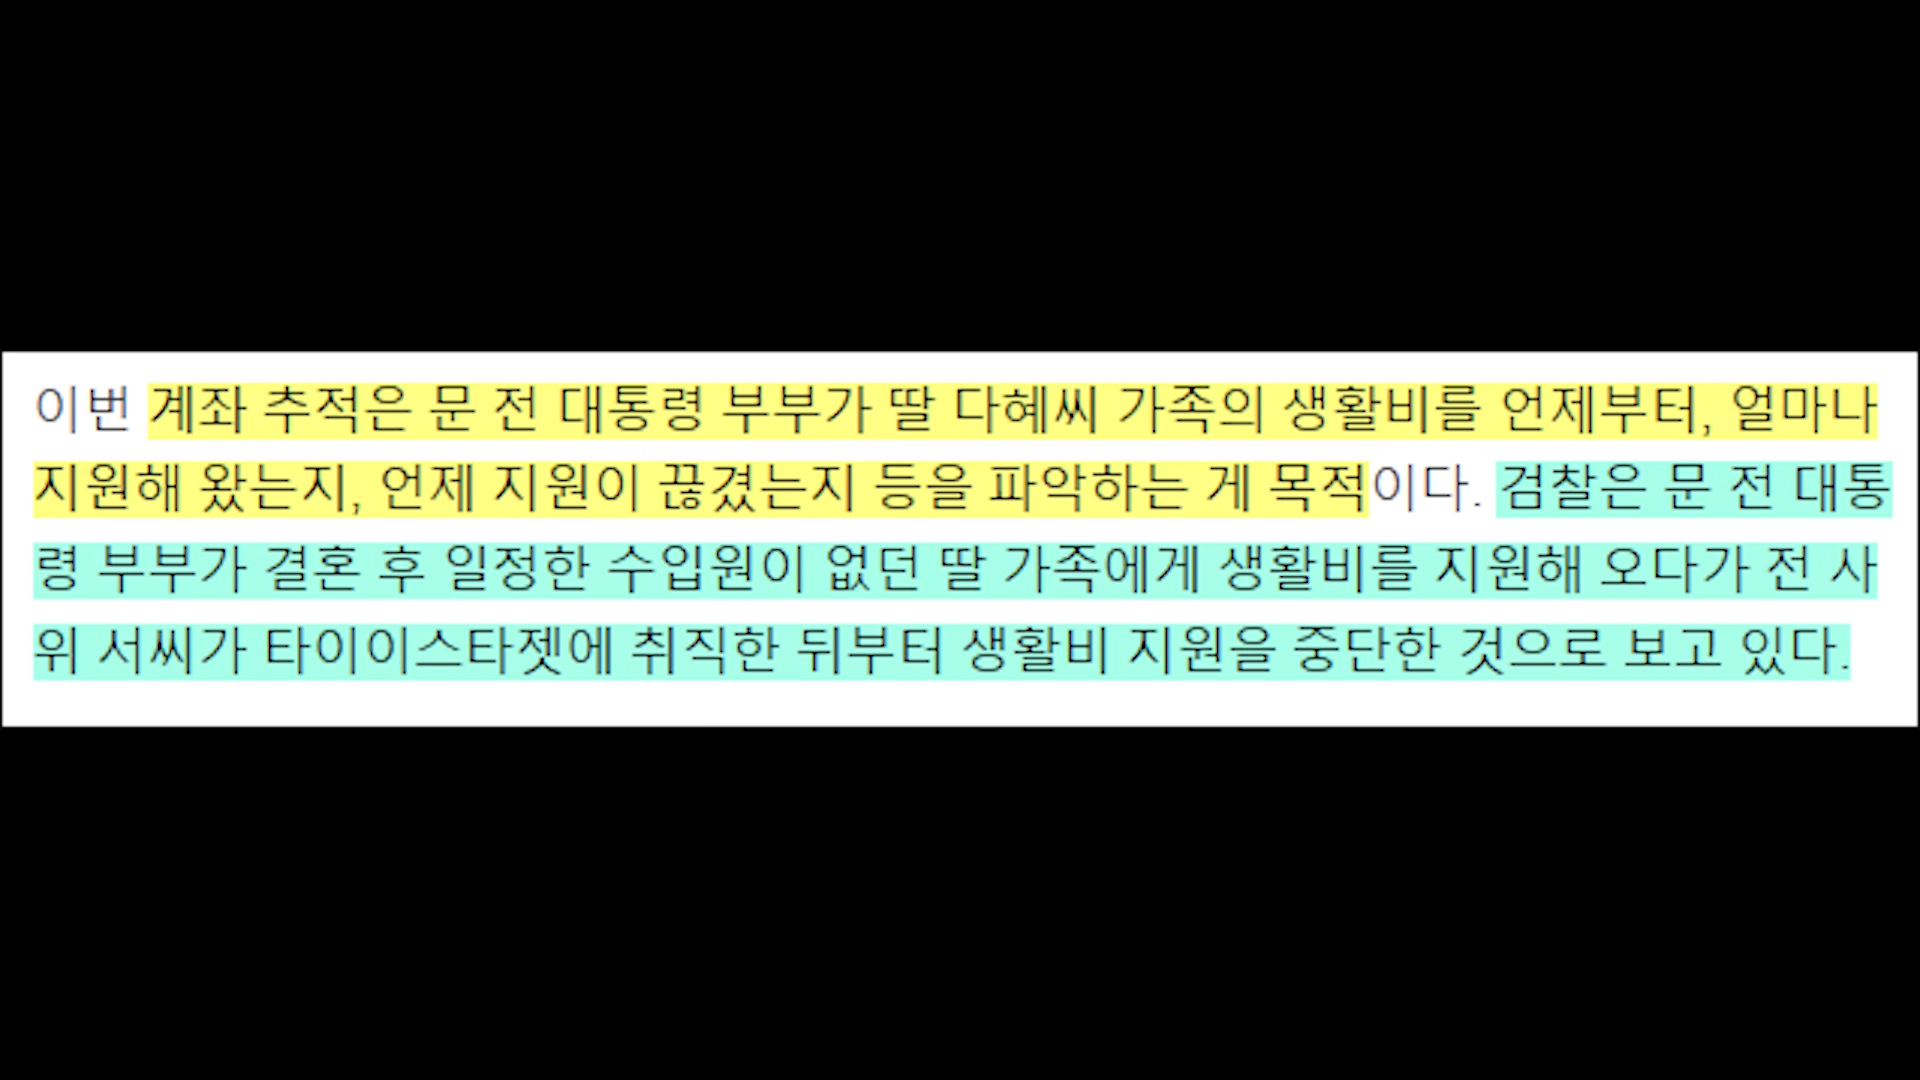 이번 계좌 추적은 문 전 대통령 부부가 딸 다혜씨 가족의 생활비를 언제부터, 얼마나
지원해 왔는지, 언제 지원이 끊겼는지 등을 파악하는 게 목적이다. 검찰은 문 전 대통
령 부부가 결혼 후 일정한 수입원이 없던 딸 가족에게 생활비를 지원해 오다가 전 사
위 서씨가 타이이스타젯에 취직한 뒤부터 생활비 지원을 중단한 것으로 보고 있다.